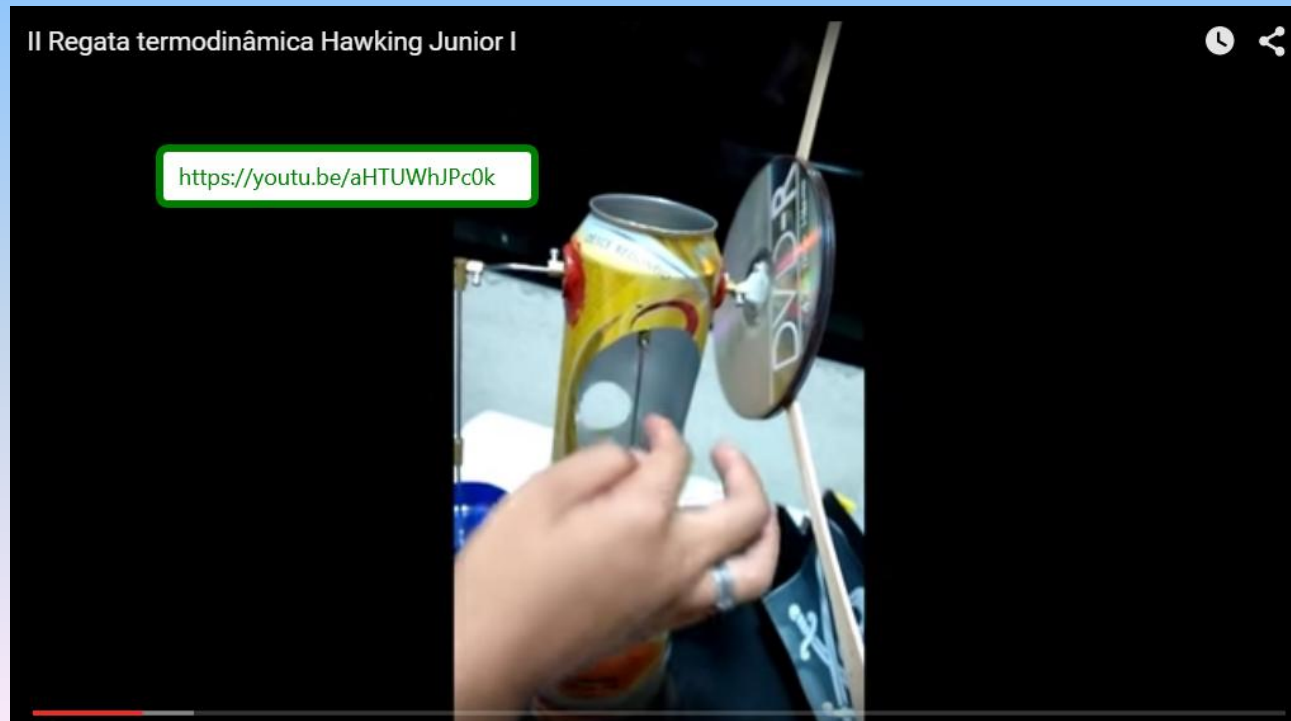 II Regata termodinâmica Hawking Junior I
https://youtu.be/aHTUWhJPc0k
DVD-R